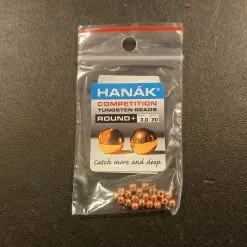 HANÁK®
COMPETITION
TUNGSTEN BEADS
ROUND+
3,0 20
Catch more and deep.